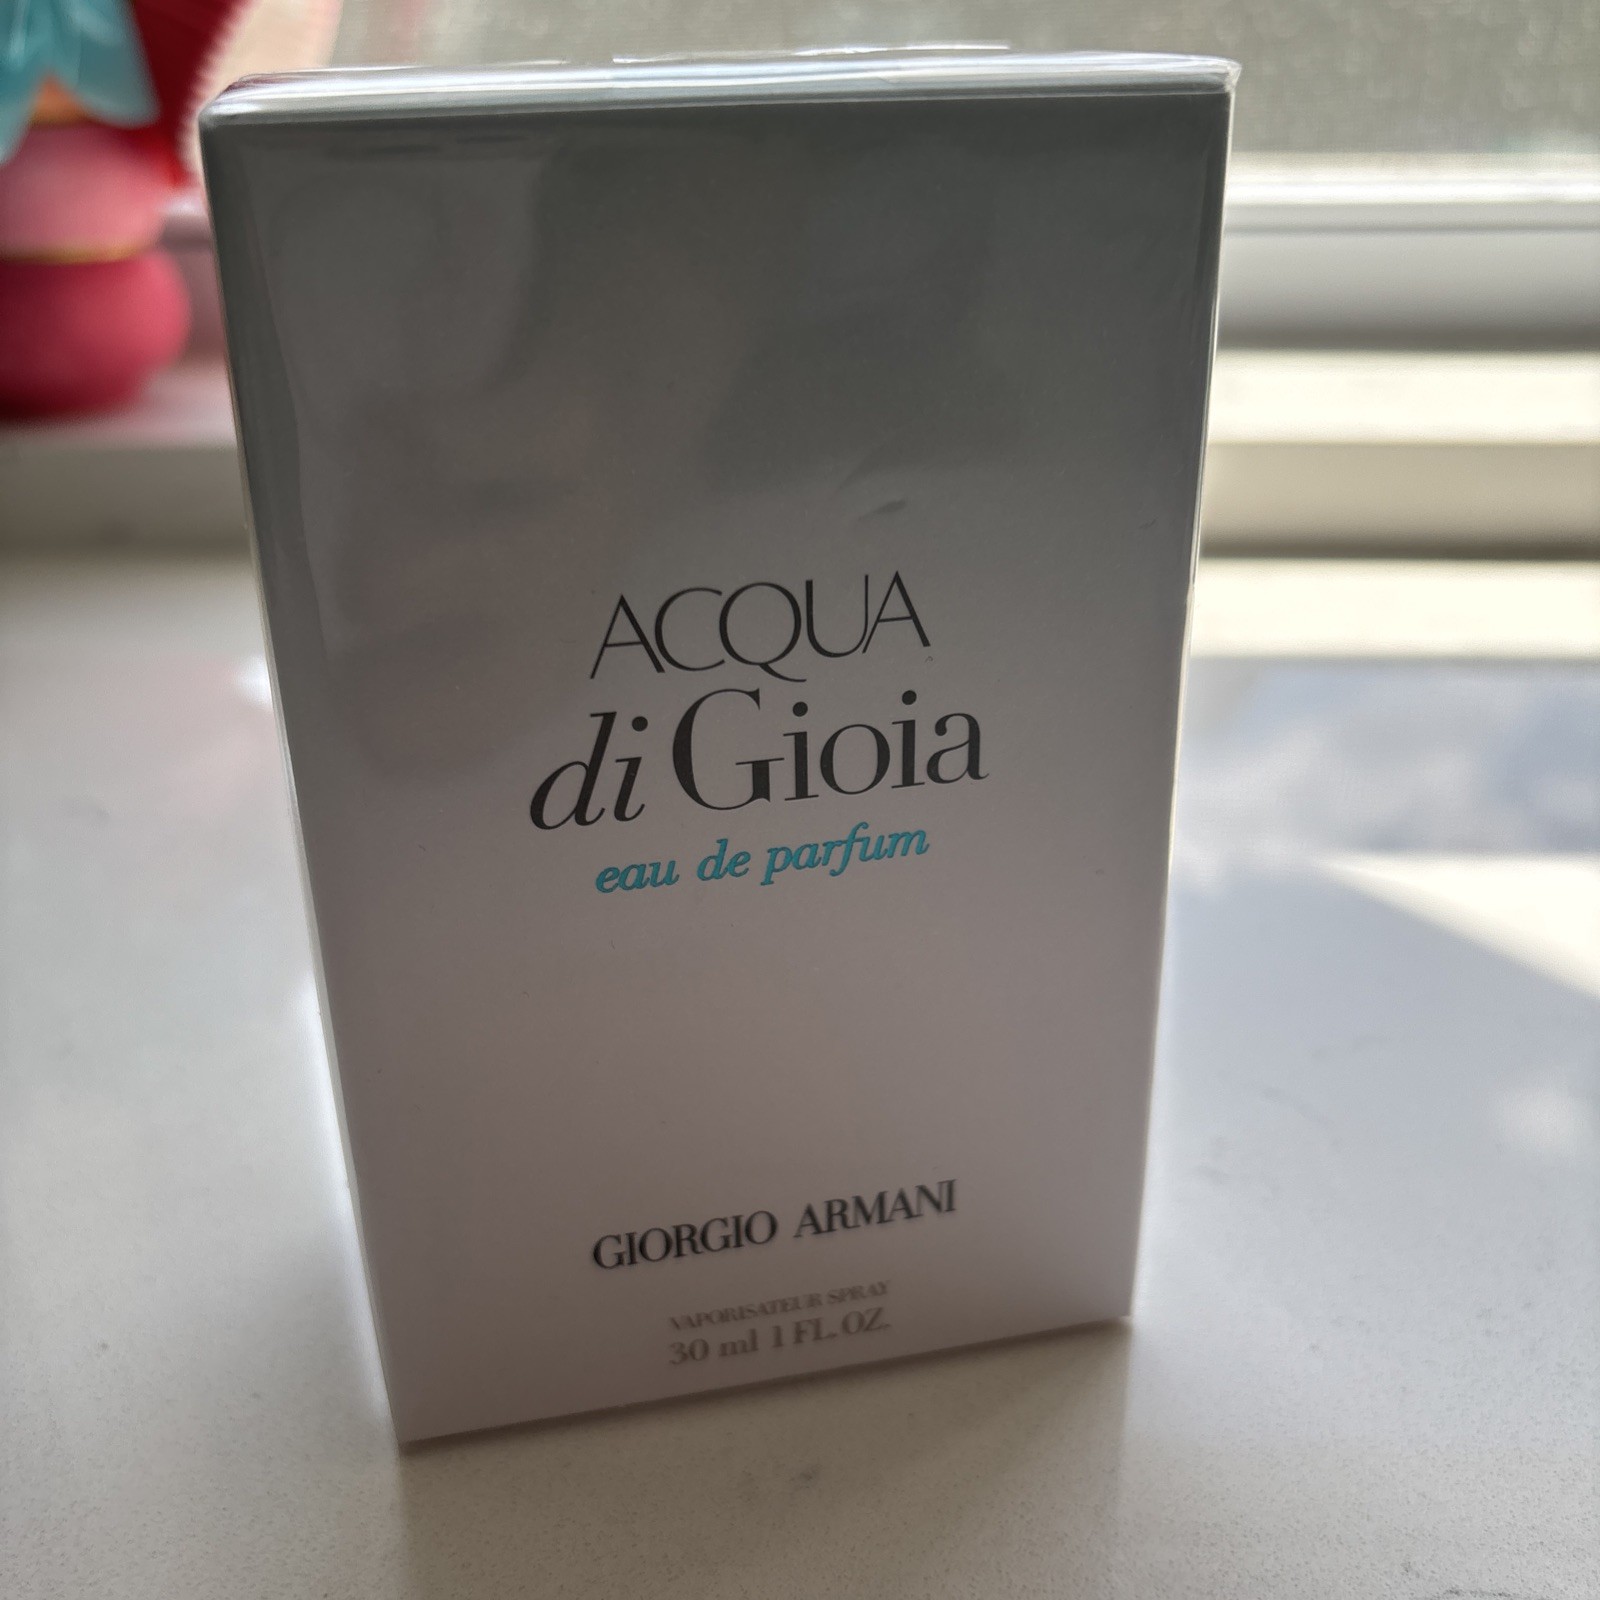 ACQUA
di Gioia
eau de parfum
GIORGIO ARMANI
VAPORISATEUR SPRAY
30 ml 1 FL. OZ.